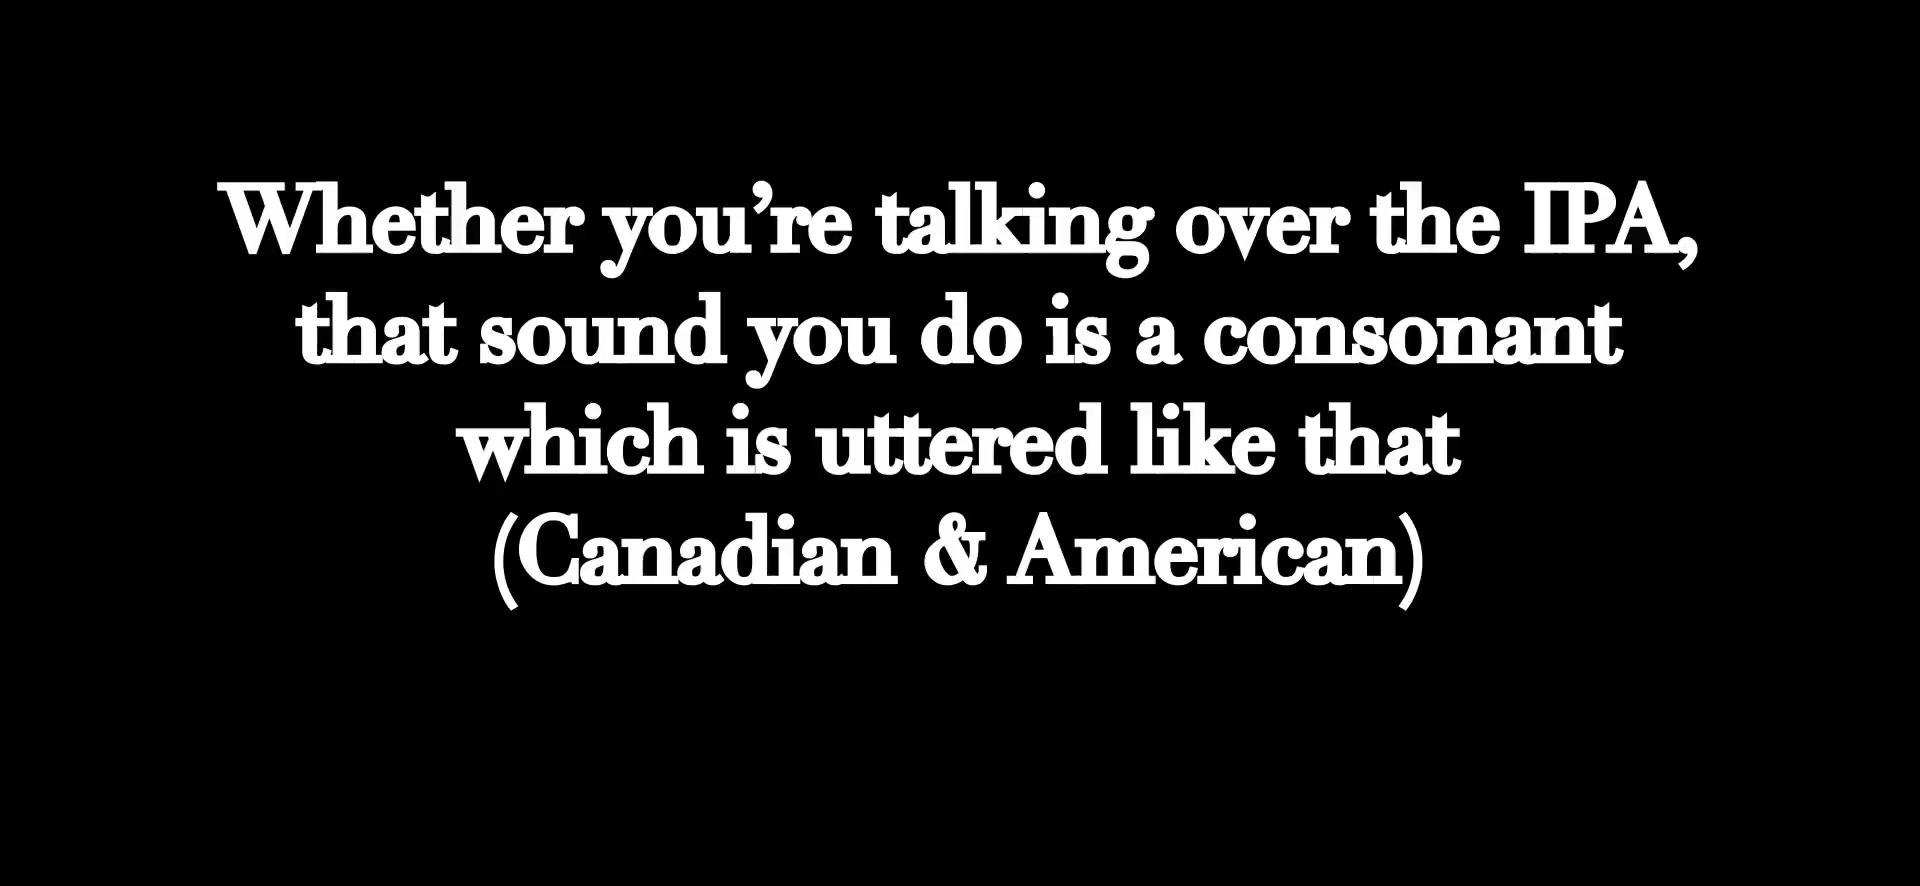 Whether you’re talking over the IPA,
that sound you do is a consonant
which is uttered like that
(Canadian & American)